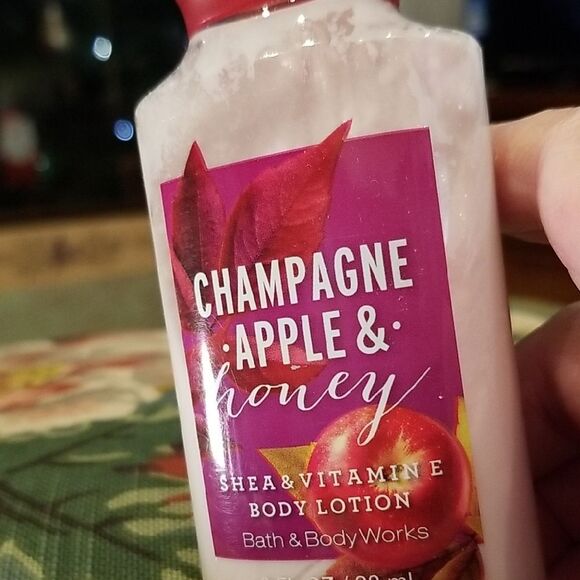 CHAMPAGNE
·APPLE &·
honey
SHEA & VITAMIN E
BODY LOTION
Bath & Body Works